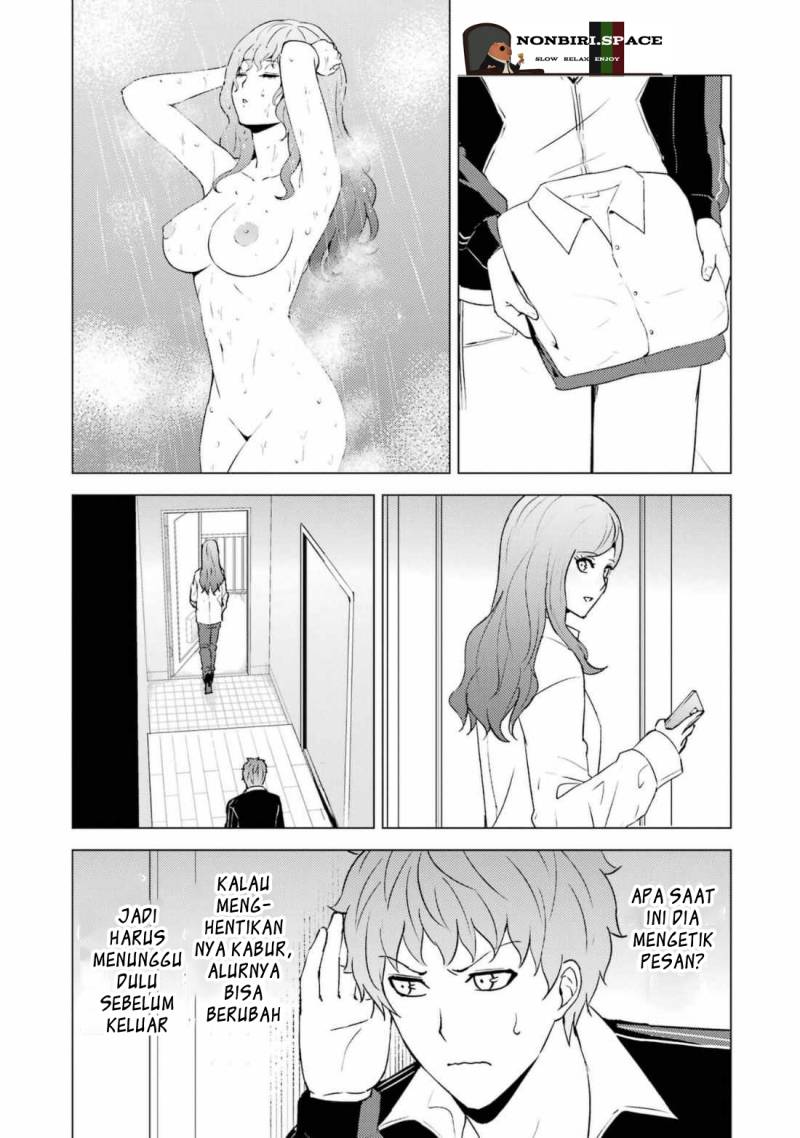 NONBIRI.SPACE
SLOW RELAX ENJOY
APA SAAT
INI DIA
MENGETIK
PESAN?
KALAU
MENG-
HENTIKAN
NYA KABUR,
ALURNYA
BISA
BERUBAH
JADI
HARUS
MENUNGGU
DULU
SEBELUM
KELUAR